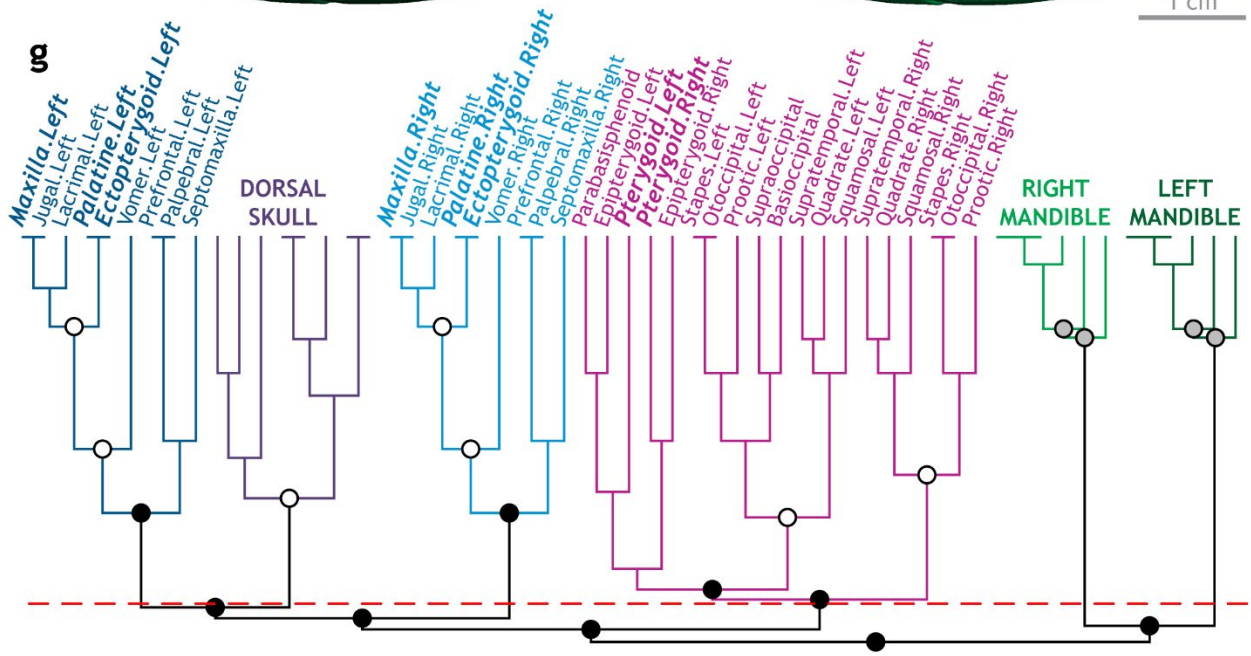 1 cm
g
Maxilla.Left
Jugal.Left
Lacrimal.Left
Palatine.Left
Ectopterygoid.Left
Vomer.Left
Prefrontal.Left
Palpebral.Left
Septomaxilla.Left
DORSAL
SKULL
Maxilla.Right
Jugal.Right
Lacrimal.Right
Palatine.Right
Ectopterygoid.Right
Vomer.Right
Prefrontal.Right
Palpebral.Right
Septomaxilla.Right
Parabasisphenoid
Epipterygoid.Left
Pterygoid.Left
Pterygoid.Right
Epipterygoid.Right
Stapes.Left
Otoccipital.Left
Prootic.Left
Supraoccipital
Basioccipital
Supratemporal.Left
Quadrate.Left
Squamosal.Left
Supratemporal.Right
Quadrate.Right
Squamosal.Right
Stapes.Right
Otoccipital.Right
Prootic.Right
RIGHT
MANDIBLE
LEFT
MANDIBLE